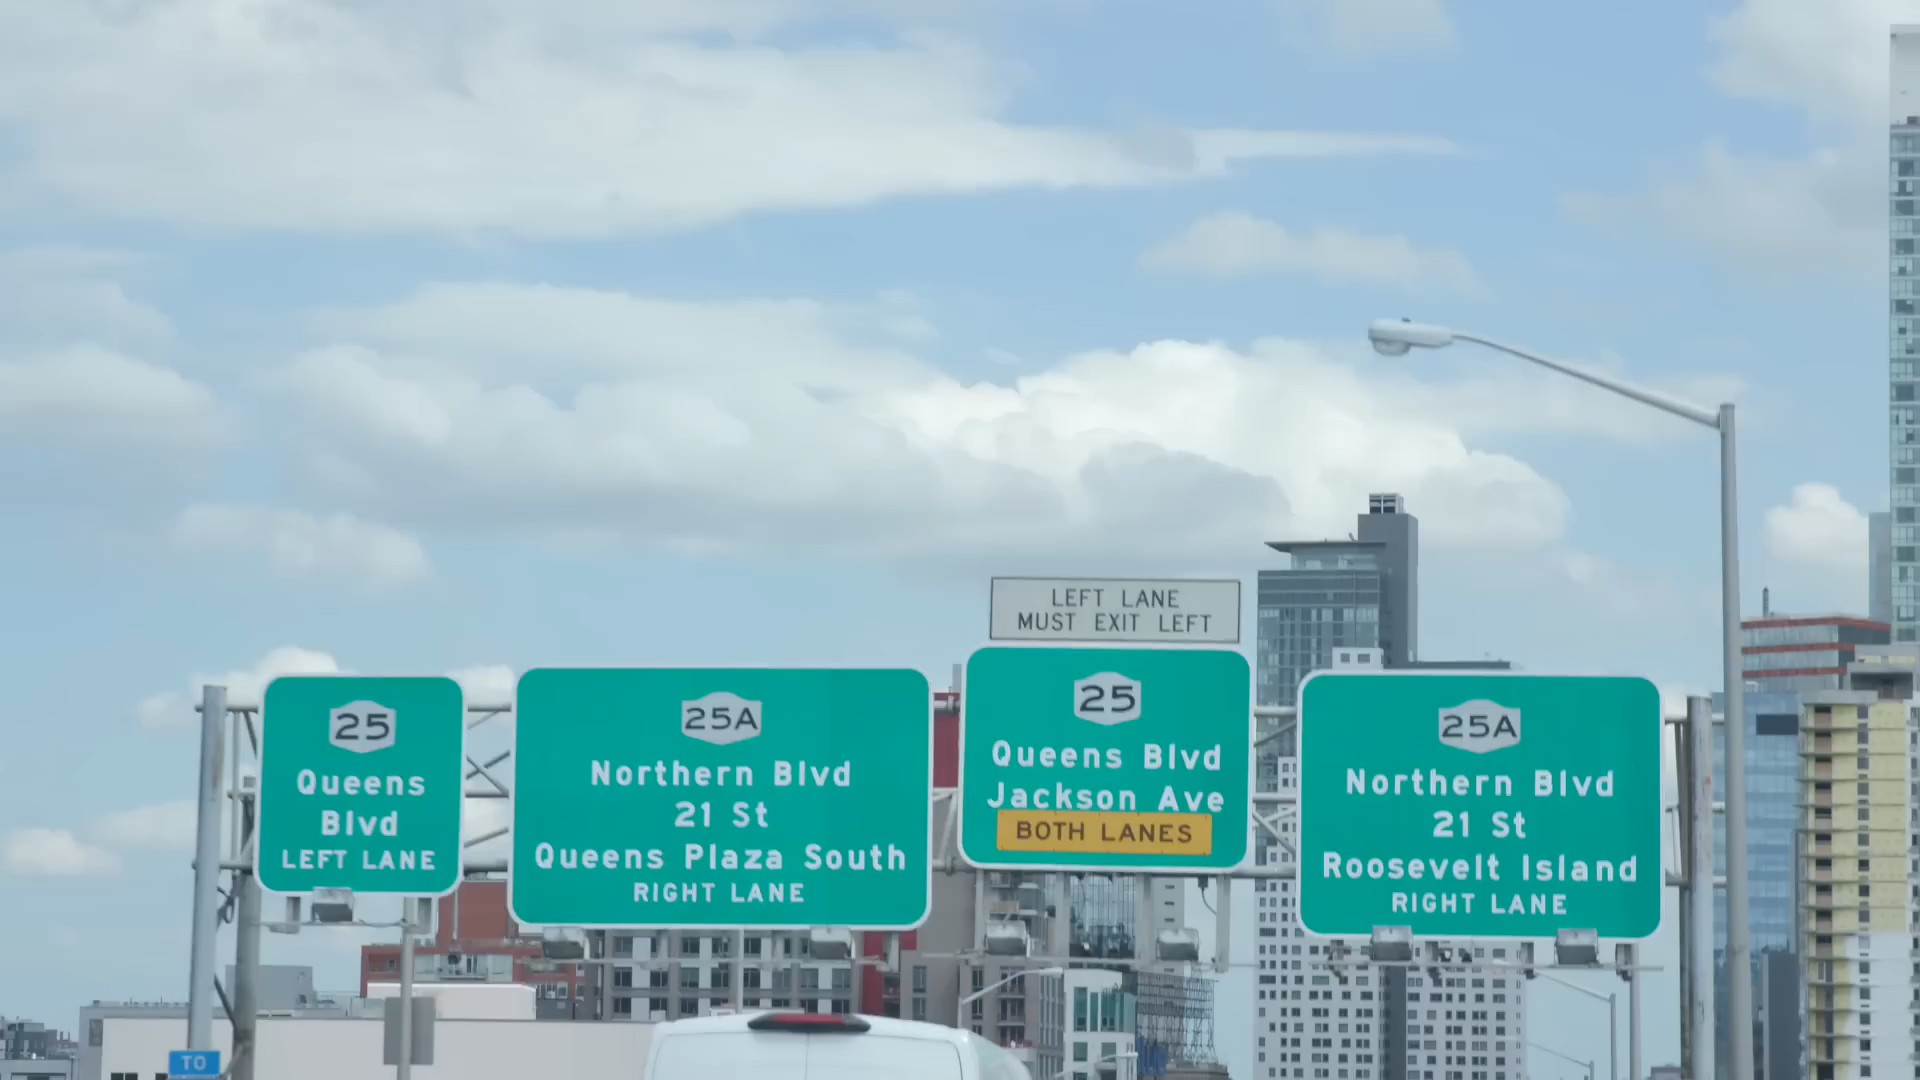 25
Queens
Blvd
LEFT LANE
25A
Northern Blvd
21 St
Queens Plaza South
RIGHT LANE
LEFT LANE
MUST EXIT LEFT
25
Queens Blvd
Jackson Ave
BOTH LANES
25A
Northern Blvd
21 St
Roosevelt Island
RIGHT LANE
TO